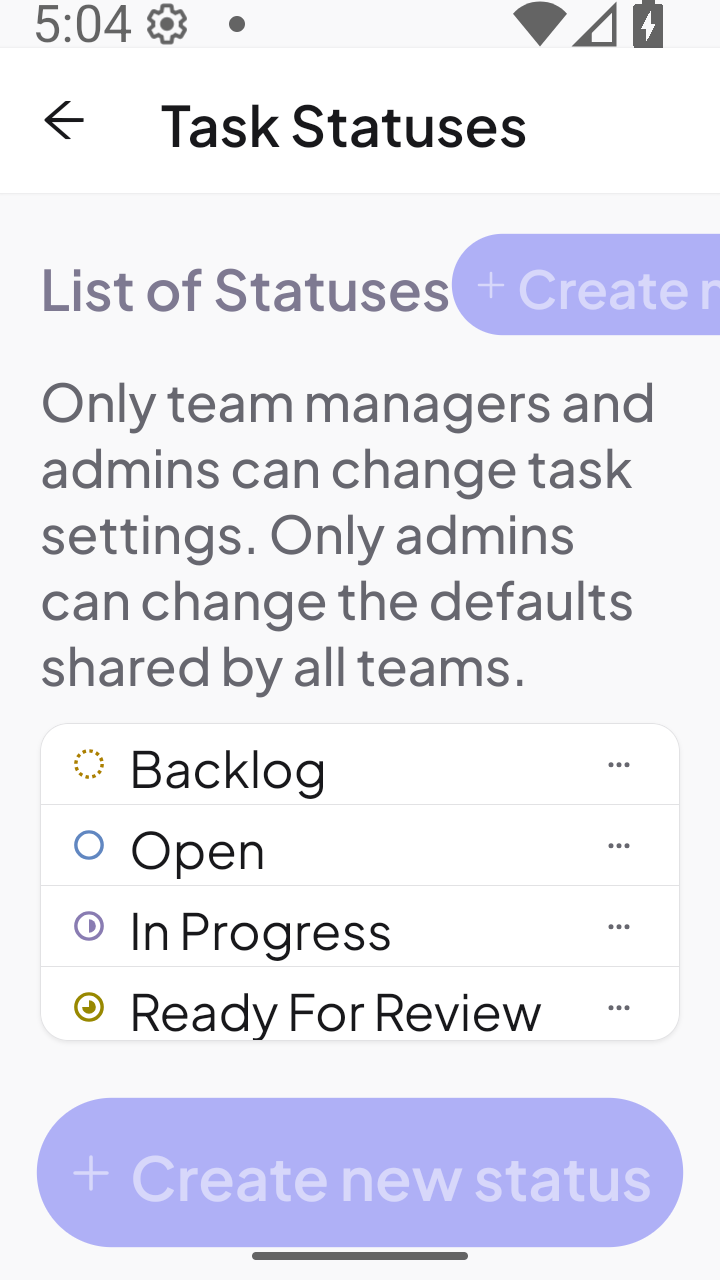 5:04
Task Statuses
List of Statuses
+ Create n
Only team managers and
admins can change task
settings. Only admins
can change the defaults
shared by all teams.
Backlog
Open
In Progress
Ready For Review
+ Create new status